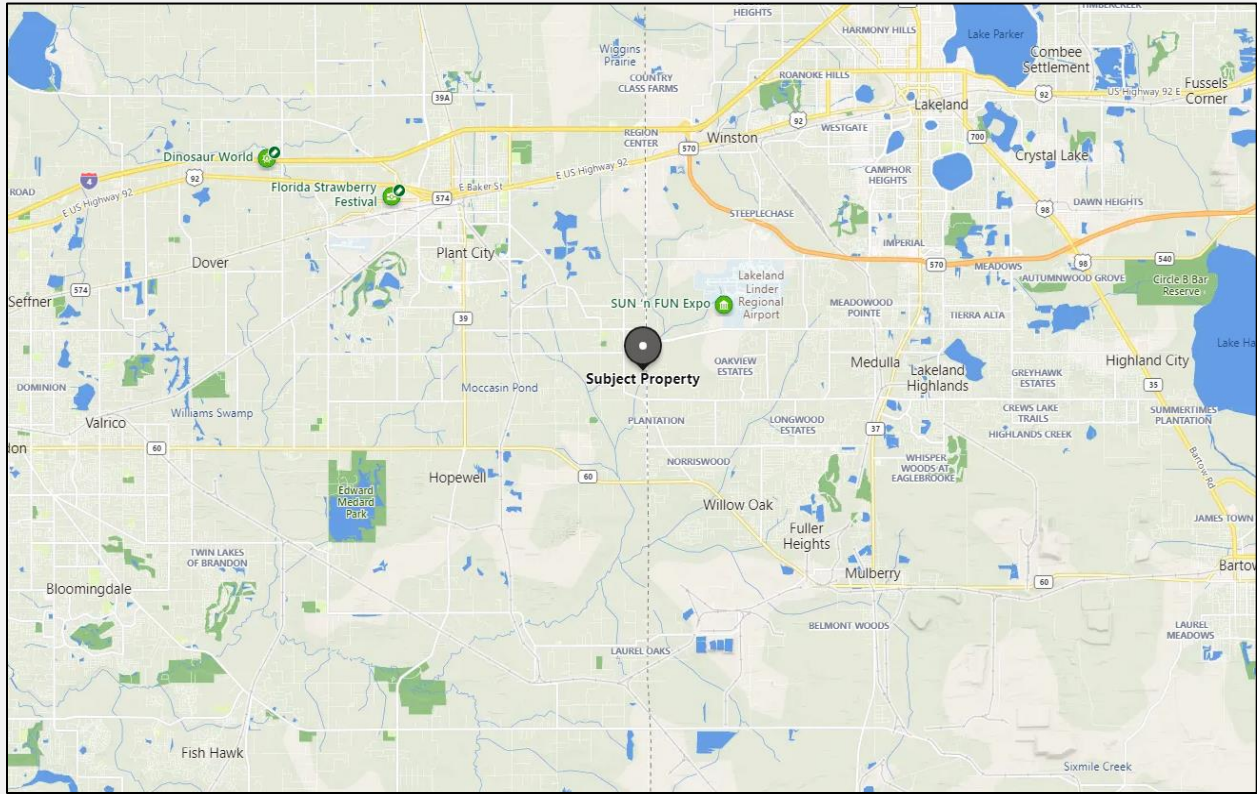 HEIGHTS
TIMBERCREEK
HARMONY HILLS
Lake Parker
Wiggins
Prairie
Combee
Settlement
COUNTRY
CLASS FARMS
ROANOKE HILLS
Fussels
Corner
92
US Highway 92 E
39A
Lakeland
92
WESTGATE
REGION
CENTER
Winston
700
570
Crystal Lake
Dinosaur World
CAMPHOR
HEIGHTS
ROAD
4
92
E US Highway 92
Florida Strawberry
Festival
574
E Baker St
E US Highway 92
98
DAWN HEIGHTS
STEEPLECHASE
IMPERIAL
Plant City
Dover
570
MEADOWS
98
540
AUTUMNWOOD GROVE
Circle B Bar
Reserve
Seffner
574
Lakeland
Linder
Regional
Airport
SUN 'n FUN Expo
MEADOWOOD
POINTE
TIERRA ALTA
39
Lake Ha
OAKVIEW
ESTATES
Medulla
Lakeland
Highlands
GREYHAWK
ESTATES
Highland City
Subject Property
35
DOMINION
Moccasin Pond
Williams Swamp
Valrico
PLANTATION
LONGWOOD
ESTATES
CREWS LAKE
TRAILS
SUMMERTIMES
PLANTATION
37
HIGHLANDS CREEK
don
60
NORRISWOOD
WHISPER
WOODS AT
EAGLEBROOKE
Bartow Rd
Hopewell
60
Edward
Medard
Park
Willow Oak
Fuller
Heights
JAMES TOWN
TWIN LAKES
OF BRANDON
Bartow
Mulberry
60
Bloomingdale
BELMONT WOODS
LAUREL
MEADOWS
LAUREL OAKS
Fish Hawk
Sixmile Creek